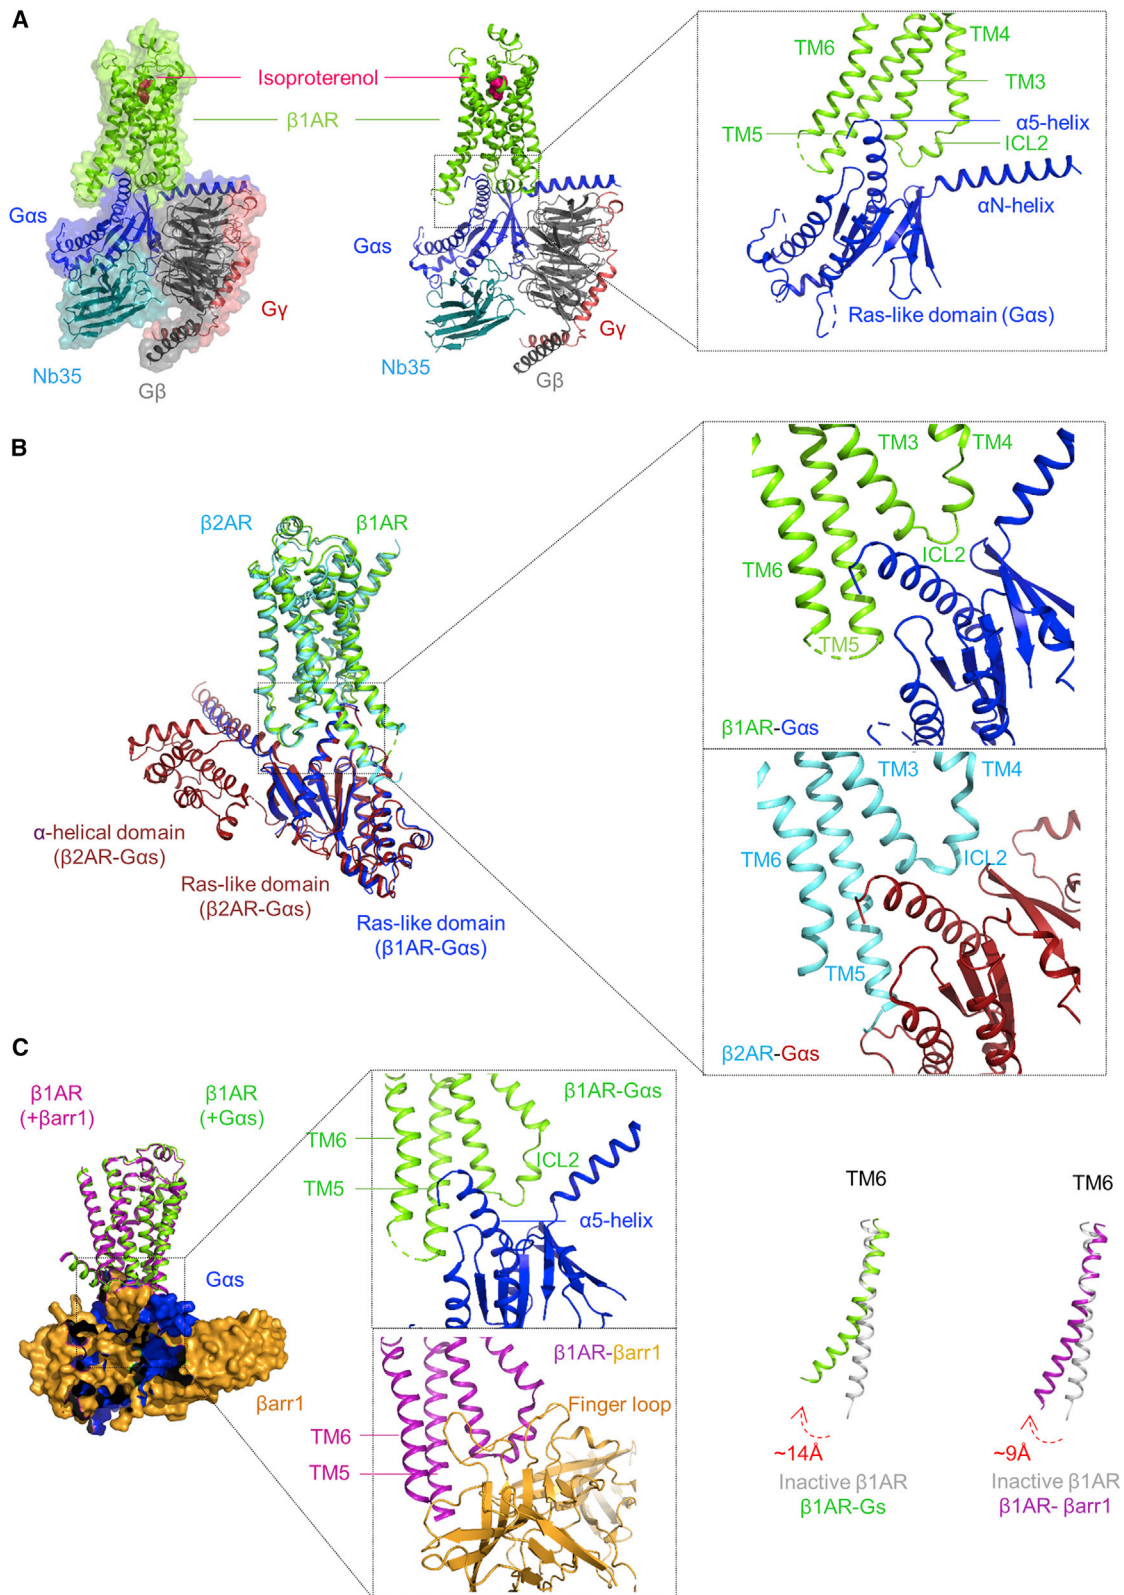 A
Isoproterenol
β1AR
Gαs
Nb35
Gβ
Gγ
Gαs
Nb35
Gβ
Gγ
TM6
TM4
TM3
TM5
α5-helix
ICL2
αN-helix
Ras-like domain (Gαs)
B
β2AR
β1AR
α-helical domain
(β2AR-Gαs)
Ras-like domain
(β2AR-Gαs)
Ras-like domain
(β1AR-Gαs)
TM3
TM4
ICL2
TM6
TM5
β1AR-Gαs
TM3
TM4
ICL2
TM6
TM5
β2AR-Gαs
C
β1AR
(+βarr1)
β1AR
(+Gαs)
Gαs
βarr1
β1AR-Gαs
TM6
ICL2
TM5
α5-helix
β1AR-βarr1
Finger loop
TM6
TM5
TM6
~14Å
Inactive β1AR
β1AR-Gs
TM6
~9Å
Inactive β1AR
β1AR- βarr1